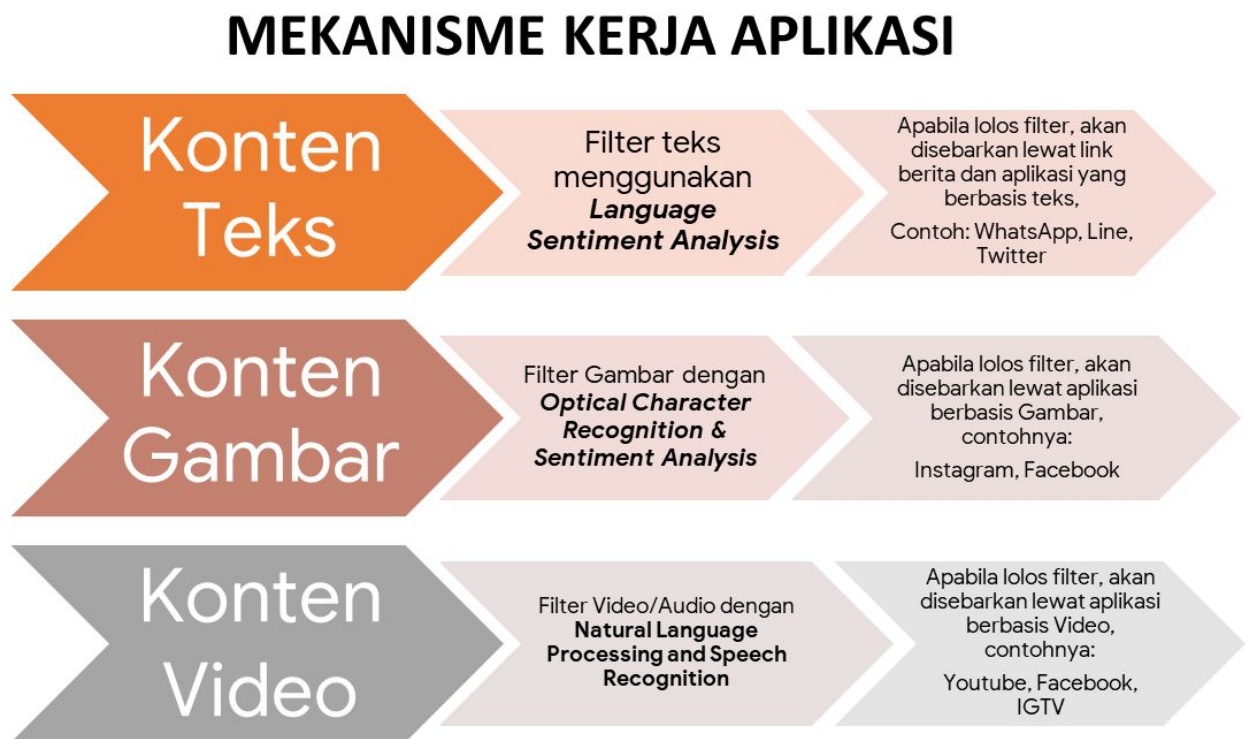 MEKANISME KERJA APLIKASI
Konten
Teks
Filter teks
menggunakan
Language
Sentiment Analysis
Apabila lolos filter, akan
disebarkan lewat link
berita dan aplikasi yang
berbasis teks,
Contoh: WhatsApp, Line,
Twitter
Konten
Gambar
Filter Gambar dengan
Optical Character
Recognition &
Sentiment Analysis
Apabila lolos filter, akan
disebarkan lewat aplikasi
berbasis Gambar,
contohnya:
Instagram, Facebook
Konten
Video
Filter Video/Audio dengan
Natural Language
Processing and Speech
Recognition
Apabila lolos filter, akan
disebarkan lewat aplikasi
berbasis Video,
contohnya:
Youtube, Facebook,
IGTV